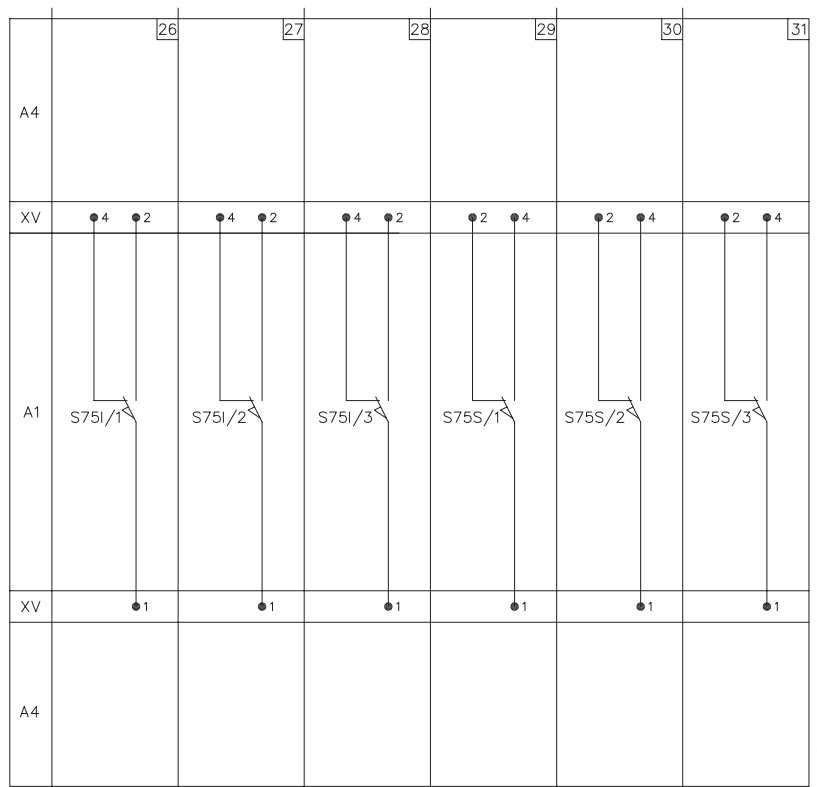 26 27 28 29 30 31
A4
XV 4 2 4 2 4 2 2 4 2 4 2 4
A1 S75I/1 S75I/2 S75I/3 S75S/1 S75S/2 S75S/3
XV 1 1 1 1 1 1
A4